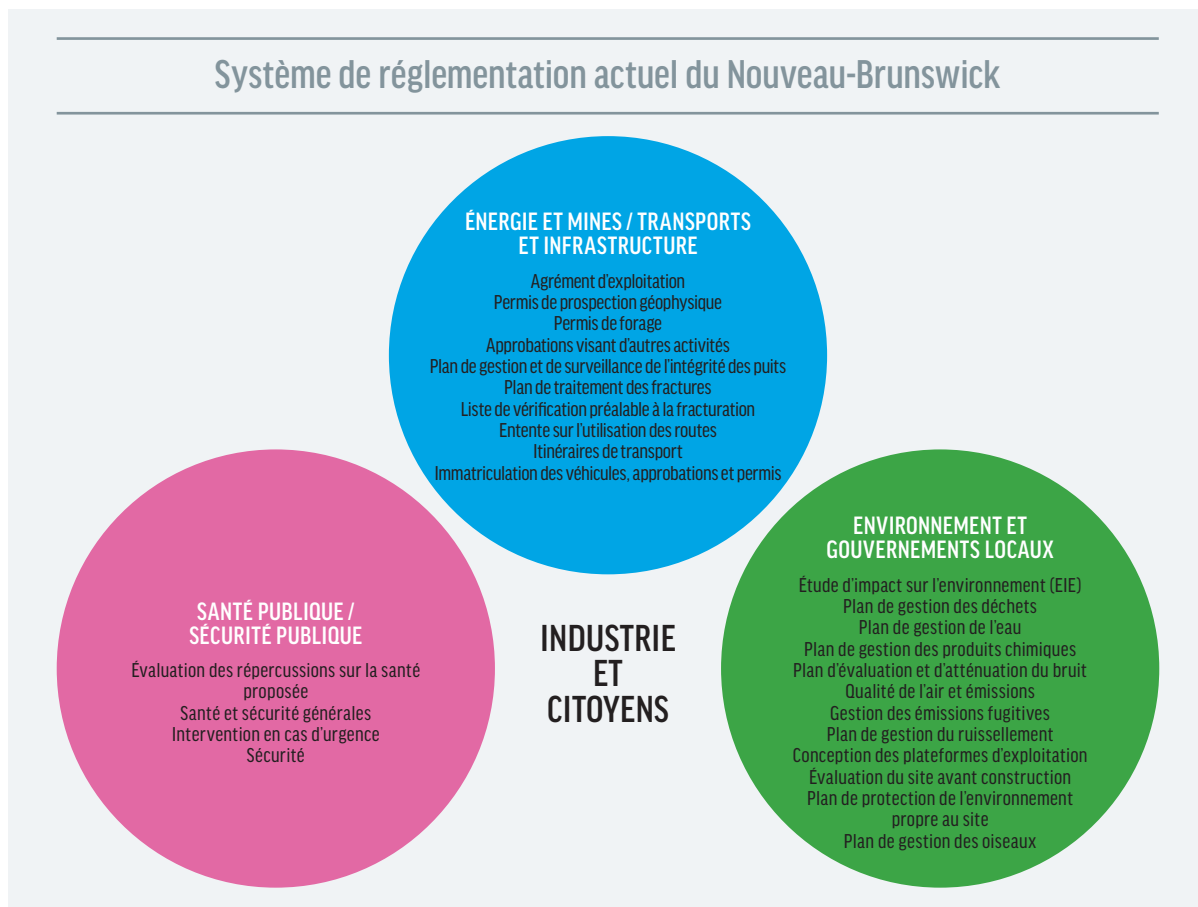 Système de réglementation actuel du Nouveau-Brunswick
ÉNERGIE ET MINES / TRANSPORTS
ET INFRASTRUCTURE
Agrément d'exploitation
Permis de prospection géophysique
Permis de forage
Approbations visant d'autres activités
Plan de gestion et de surveillance de l'intégrité des puits
Plan de traitement des fractures
Liste de vérification préalable à la fracturation
Entente sur l'utilisation des routes
Itinéraires de transport
Immatriculation des véhicules, approbations et permis
SANTÉ PUBLIQUE /
SÉCURITÉ PUBLIQUE
Évaluation des répercussions sur la santé
proposée
Santé et sécurité générales
Intervention en cas d'urgence
Sécurité
INDUSTRIE
ET
CITOYENS
ENVIRONNEMENT ET
GOUVERNEMENTS LOCAUX
Étude d'impact sur l'environnement (EIE)
Plan de gestion des déchets
Plan de gestion de l'eau
Plan de gestion des produits chimiques
Plan d'évaluation et d'atténuation du bruit
Qualité de l'air et émissions
Gestion des émissions fugitives
Plan de gestion du ruissellement
Conception des plateformes d'exploitation
Évaluation du site avant construction
Plan de protection de l'environnement
propre au site
Plan de gestion des oiseaux